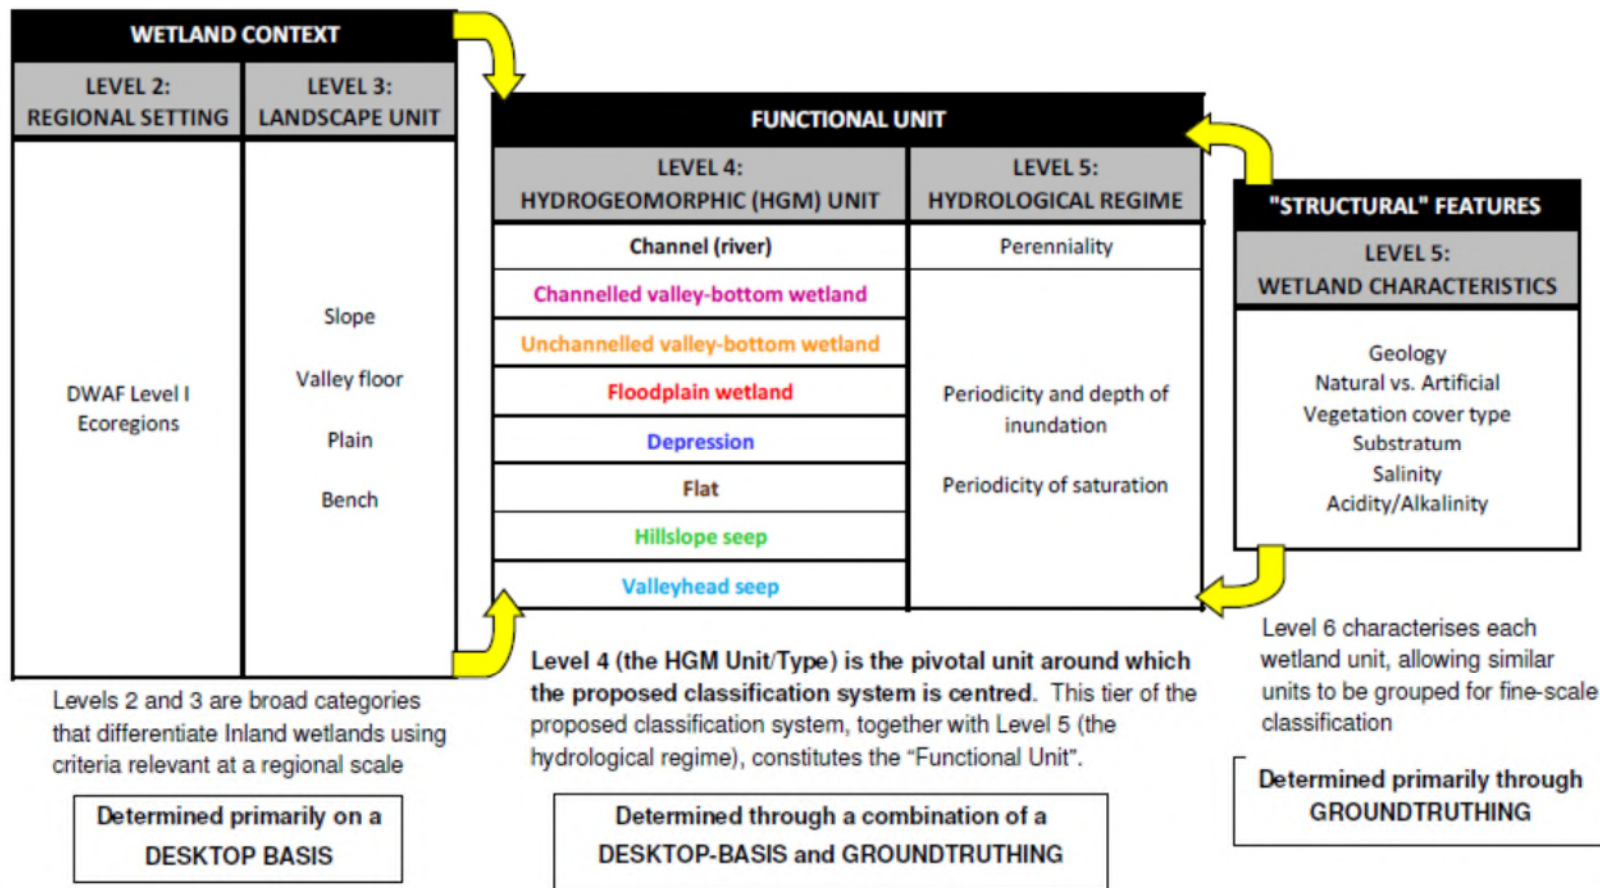 WETLAND CONTEXT
LEVEL 2:
REGIONAL SETTING
LEVEL 3:
LANDSCAPE UNIT
DWAF Level I
Ecoregions
Slope
Valley floor
Plain
Bench
Levels 2 and 3 are broad categories
that differentiate Inland wetlands using
criteria relevant at a regional scale
Determined primarily on a
DESKTOP BASIS
FUNCTIONAL UNIT
LEVEL 4:
HYDROGEOMORPHIC (HGM) UNIT
LEVEL 5:
HYDROLOGICAL REGIME
Channel (river)
Perenniality
Channelled valley-bottom wetland
Unchannelled valley-bottom wetland
Floodplain wetland
Depression
Flat
Hillslope seep
Valleyhead seep
Periodicity and depth of
inundation
Periodicity of saturation
Level 4 (the HGM Unit/Type) is the pivotal unit around which
the proposed classification system is centred. This tier of the
proposed classification system, together with Level 5 (the
hydrological regime), constitutes the “Functional Unit”.
Determined through a combination of a
DESKTOP-BASIS and GROUNDTRUTHING
"STRUCTURAL" FEATURES
LEVEL 5:
WETLAND CHARACTERISTICS
Geology
Natural vs. Artificial
Vegetation cover type
Substratum
Salinity
Acidity/Alkalinity
Level 6 characterises each
wetland unit, allowing similar
units to be grouped for fine-scale
classification
Determined primarily through
GROUNDTRUTHING